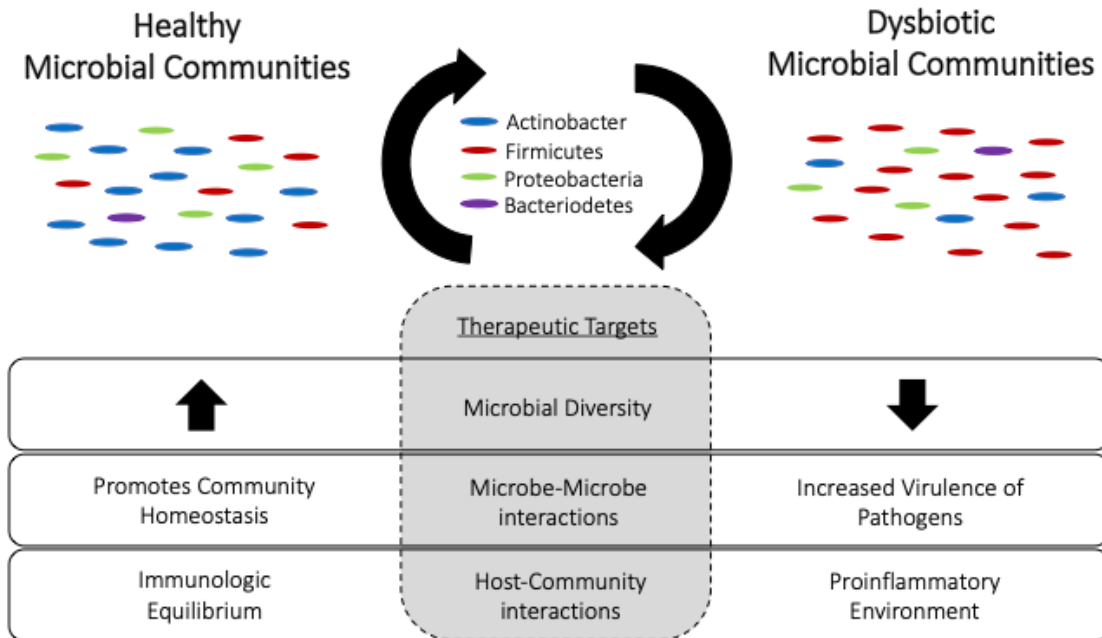 Healthy
Microbial Communities
Dysbiotic
Microbial Communities
Actinobacter
Firmicutes
Proteobacteria
Bacteriodetes
Therapeutic Targets
Microbial Diversity
Promotes Community
Homeostasis
Microbe-Microbe
interactions
Increased Virulence of
Pathogens
Immunologic
Equilibrium
Host-Community
interactions
Proinflammatory
Environment